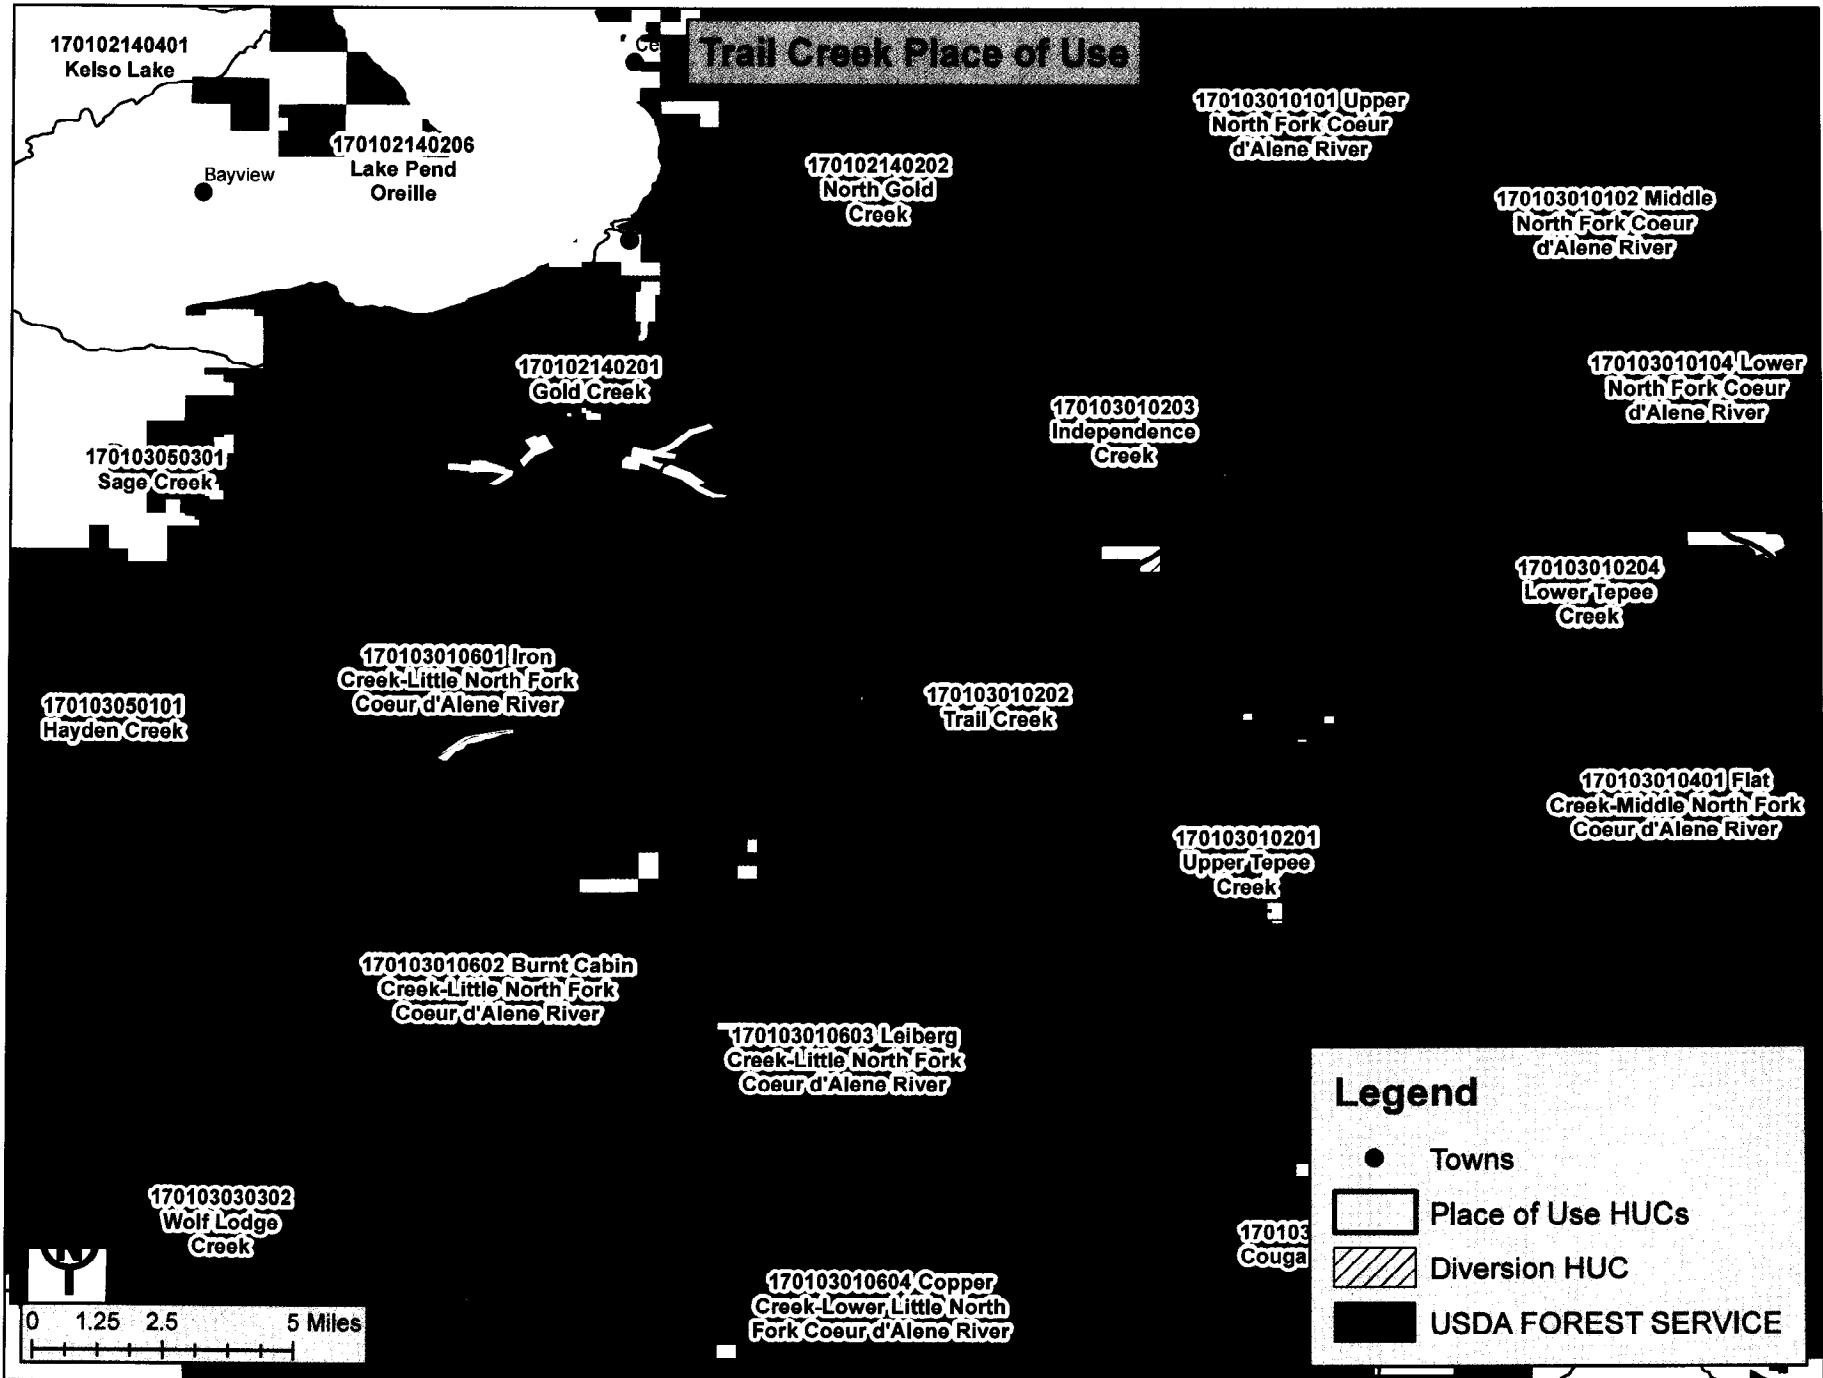 Trail Creek Place of Use
170102140401
Kelso Lake
170102140206
Lake Pend
Oreille
Bayview
170102140202
North Gold
Creek
170103010101 Upper
North Fork Coeur
d'Alene River
170103010102 Middle
North Fork Coeur
d'Alene River
170102140201
Gold Creek
170103010203
Independence
Creek
170103010104 Lower
North Fork Coeur
d'Alene River
170103050301
Sage Creek
170103010204
Lower Tepee
Creek
170103010601 Iron
Creek-Little North Fork
Coeur d'Alene River
170103050101
Hayden Creek
170103010202
Trail Creek
170103010401 Flat
Creek-Middle North Fork
Coeur d'Alene River
170103010201
Upper Tepee
Creek
170103010602 Burnt Cabin
Creek-Little North Fork
Coeur d'Alene River
170103010603 Leiberg
Creek-Little North Fork
Coeur d'Alene River
170103030302
Wolf Lodge
Creek
170103
Couga
170103010604 Copper
Creek-Lower Little North
Fork Coeur d'Alene River
Legend
Towns
Place of Use HUCs
Diversion HUC
USDA FOREST SERVICE
0 1.25 2.5 5 Miles